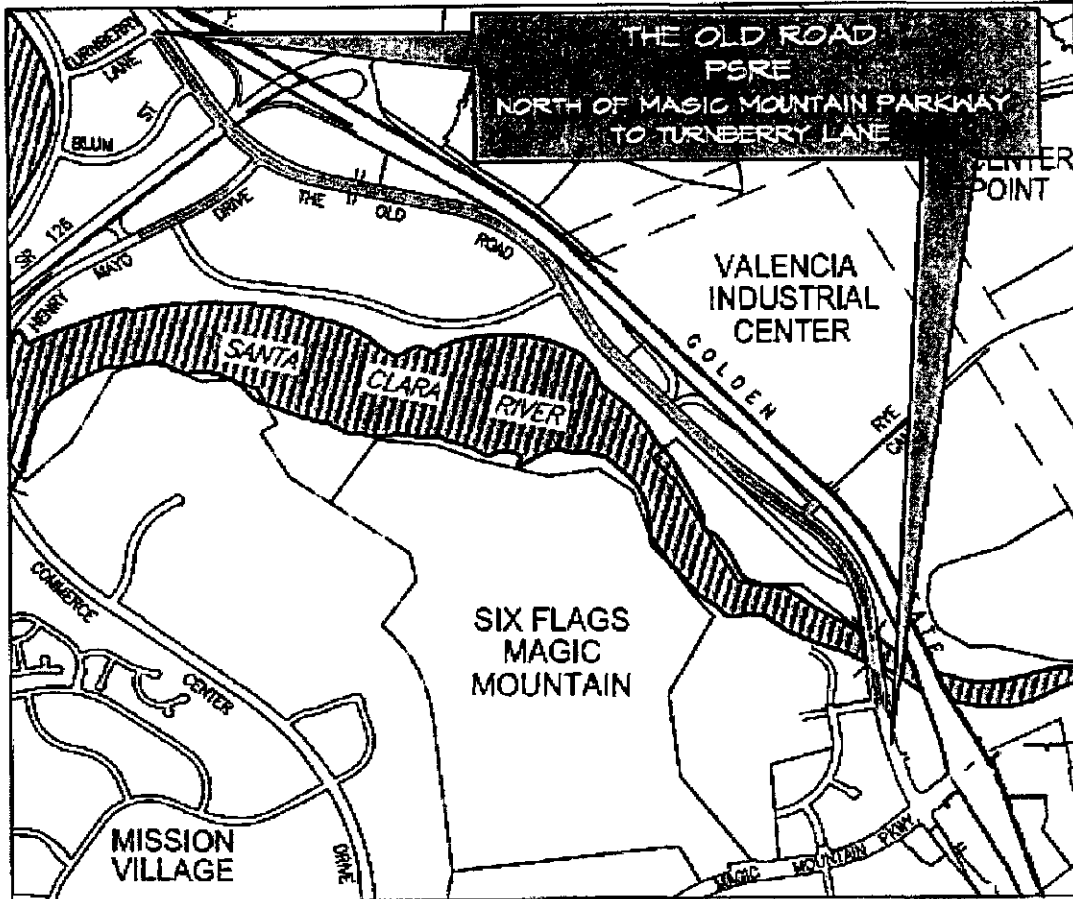 THE OLD ROAD
PSRE
NORTH OF MAGIC MOUNTAIN PARKWAY
TO TURNBERRY LANE
TURNBERRY
LANE
BLUM ST
CENTER
POINT
SR 126
HENRY MAYO DRIVE
THE OLD ROAD
VALENCIA
INDUSTRIAL
CENTER
GOLDEN
SANTA CLARA RIVER
RYE
COMMERCE CENTER DRIVE
SIX FLAGS
MAGIC
MOUNTAIN
MISSION
VILLAGE
MAGIC MOUNTAIN PKWY